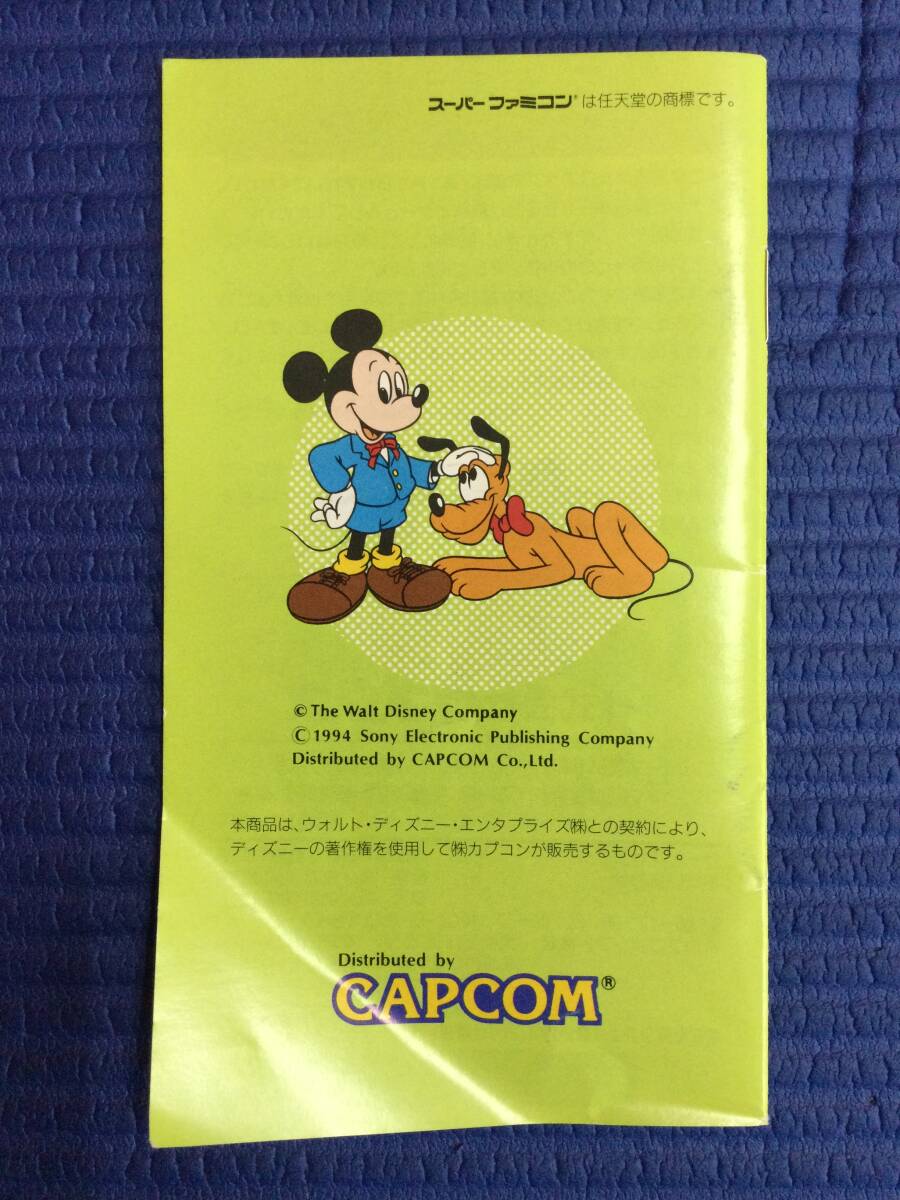 スーパーファミコン®は任天堂の商標です。
© The Walt Disney Company
© 1994 Sony Electronic Publishing Company
Distributed by CAPCOM Co.,Ltd.
本商品は、ウォルト・ディズニー・エンタプライズ㈱との契約により、
ディズニーの著作権を使用して㈱カプコンが販売するものです。
Distributed by
CAPCOM®